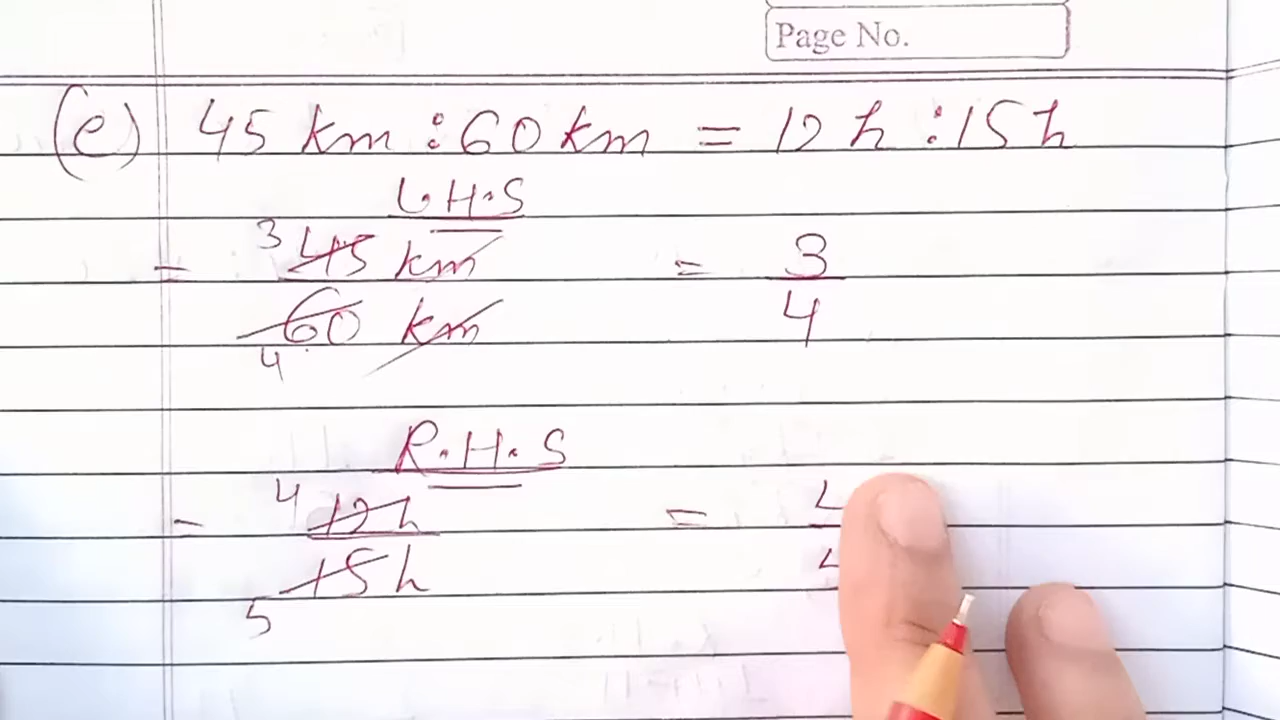 Page No.
(e) 45 km : 60 km = 12 h : 15 h
L.H.S
= 3 45 km = 3
60 km 4
4
R.H.S
= 4 12 h =
15 h
5